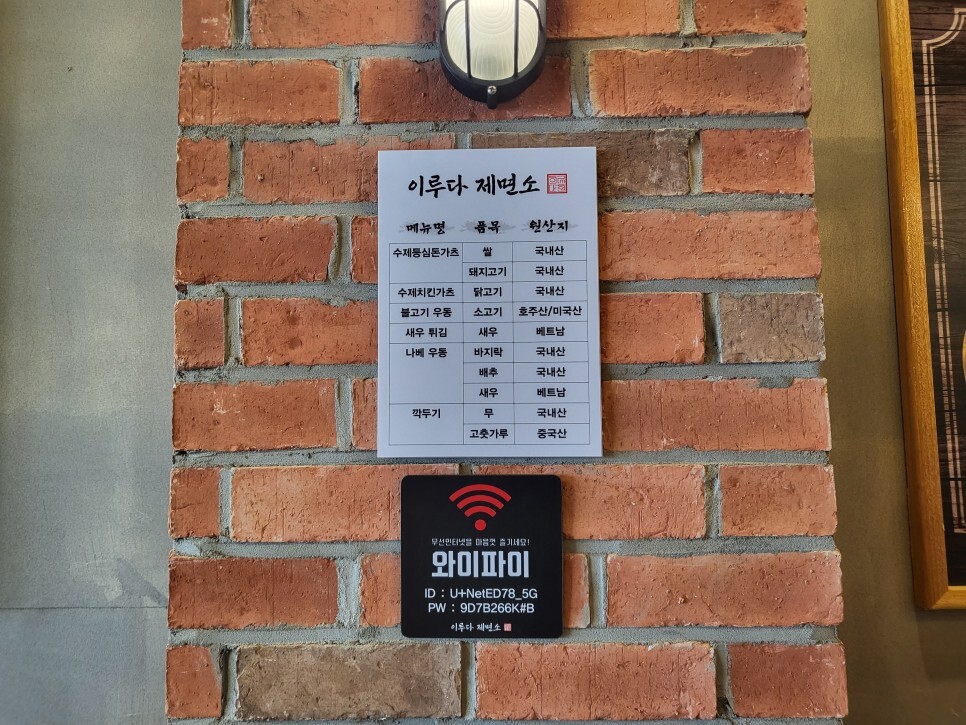 이루다 제면소
메뉴명 품목 원산지
수제등심돈가츠 쌀 국내산
돼지고기 국내산
수제치킨가츠 닭고기 국내산
불고기 우동 소고기 호주산/미국산
새우 튀김 새우 베트남
나베 우동 바지락 국내산
배추 국내산
새우 베트남
깍두기 무 국내산
고춧가루 중국산
무선인터넷을 마음껏 즐기세요!
와이파이
ID : U+NetED78_5G
PW : 9D7B266K#B
이루다 제면소